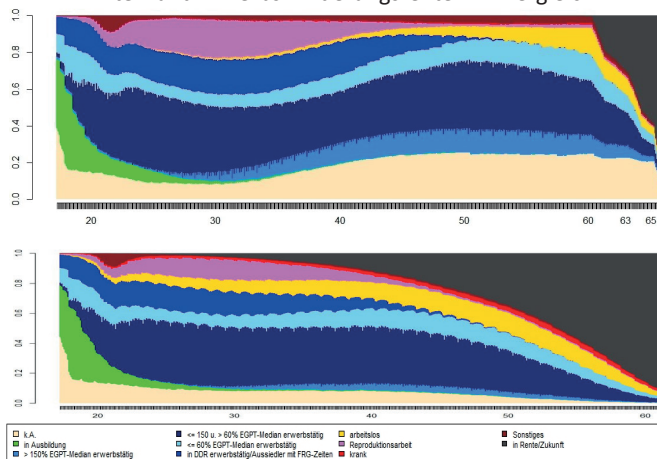 1.0
0.8
0.6
0.4
0.2
0.0
20 30 40 50 60 63 65
1.0
0.8
0.6
0.4
0.2
0.0
20 30 40 50 60
k.A. <= 150 u. > 60% EGPT-Median erwerbstätig arbeitslos Sonstiges
in Ausbildung <= 60% EGPT-Median erwerbstätig Reproduktionsarbeit in Rente/Zukunft
> 150% EGPT-Median erwerbstätig in DDR erwerbstätig/Aussiedler mit FRG-Zeiten krank